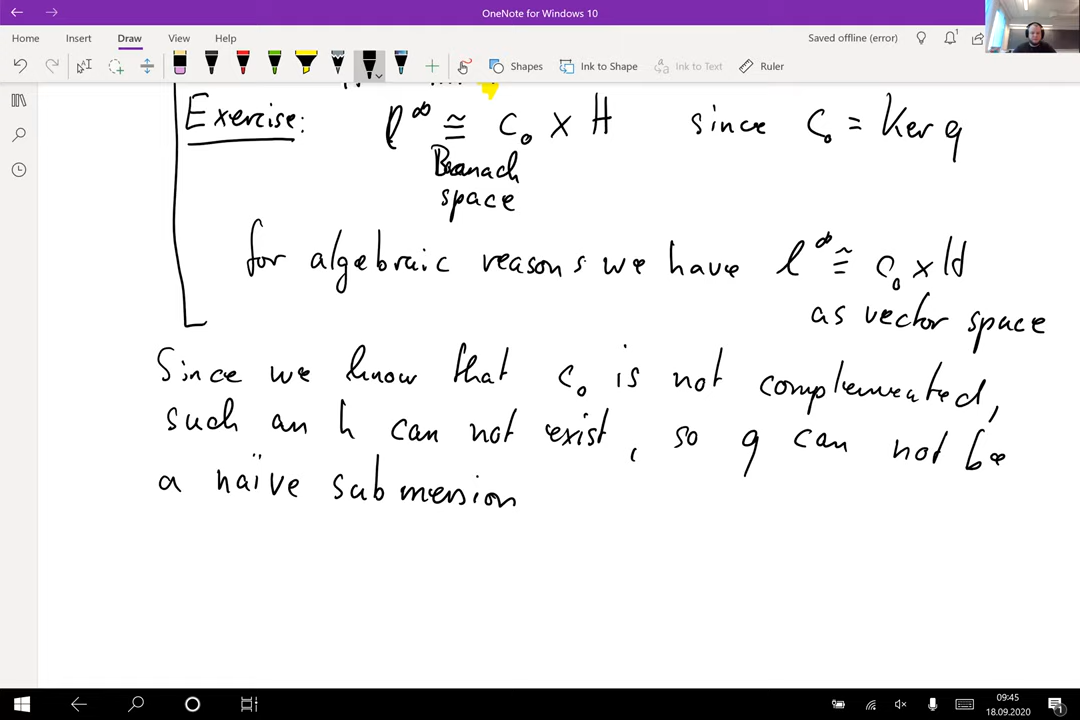 OneNote for Windows 10
Home Insert Draw View Help Saved offline (error)
Shapes Ink to Shape Ink to Text Ruler
Exercise: l^∞ ≅ c₀ × H since c₀ = Ker q
Banach
space
for algebraic reasons we have l^∞ ≅ c₀ × H
as vector space
Since we know that c₀ is not complemented,
such an h can not exist, so q can not be
a naïve submersion
09:45
18.09.2020